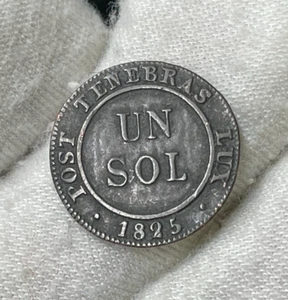 POST TENEBRAS LUX
UN
SOL
· 1825 ·